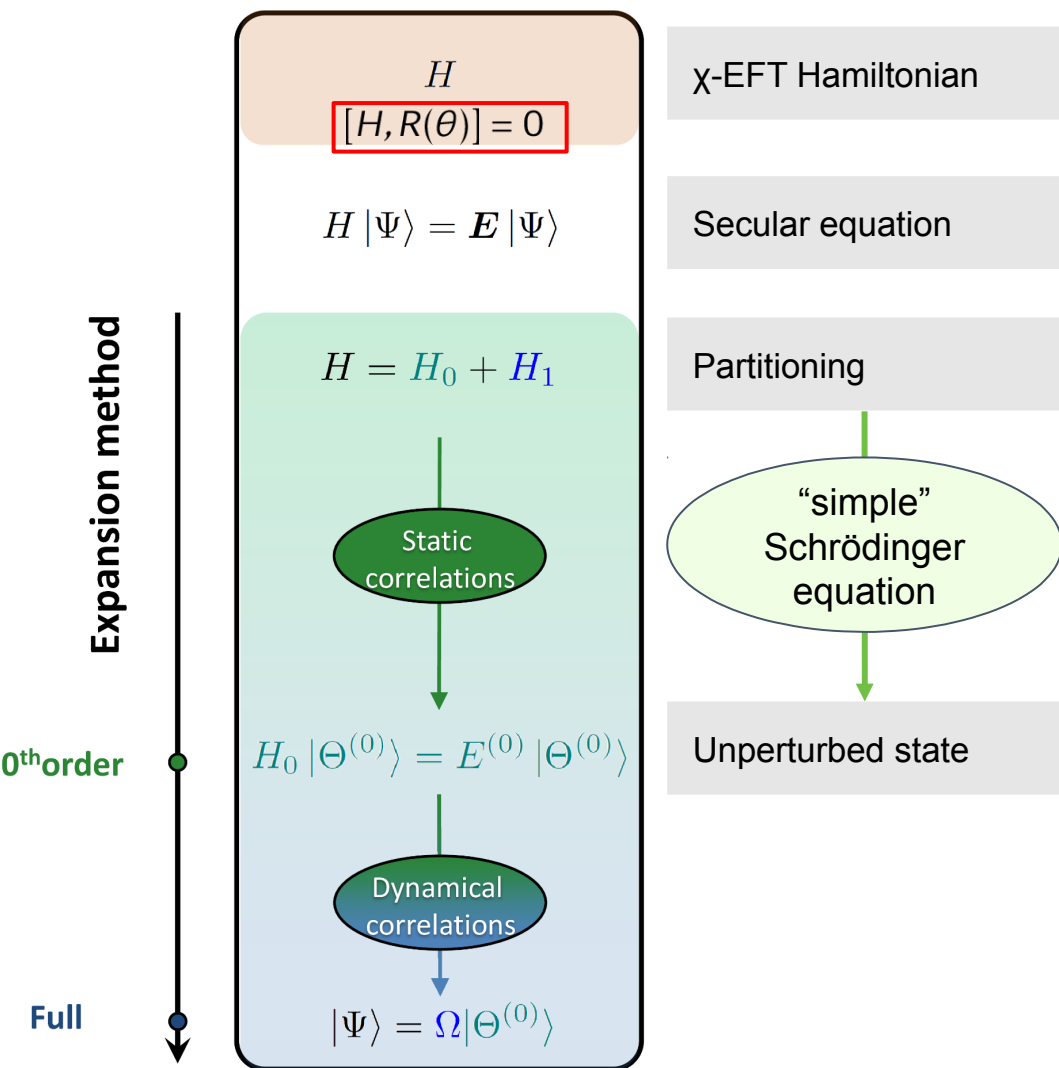 H
[H, R(θ)] = 0
χ-EFT Hamiltonian
H |Ψ⟩ = E |Ψ⟩
Secular equation
Expansion method
H = H₀ + H₁
Partitioning
Static
correlations
“simple”
Schrödinger
equation
0ᵗʰorder
H₀ |Θ⁽⁰⁾⟩ = E⁽⁰⁾ |Θ⁽⁰⁾⟩
Unperturbed state
Dynamical
correlations
Full
|Ψ⟩ = Ω|Θ⁽⁰⁾⟩